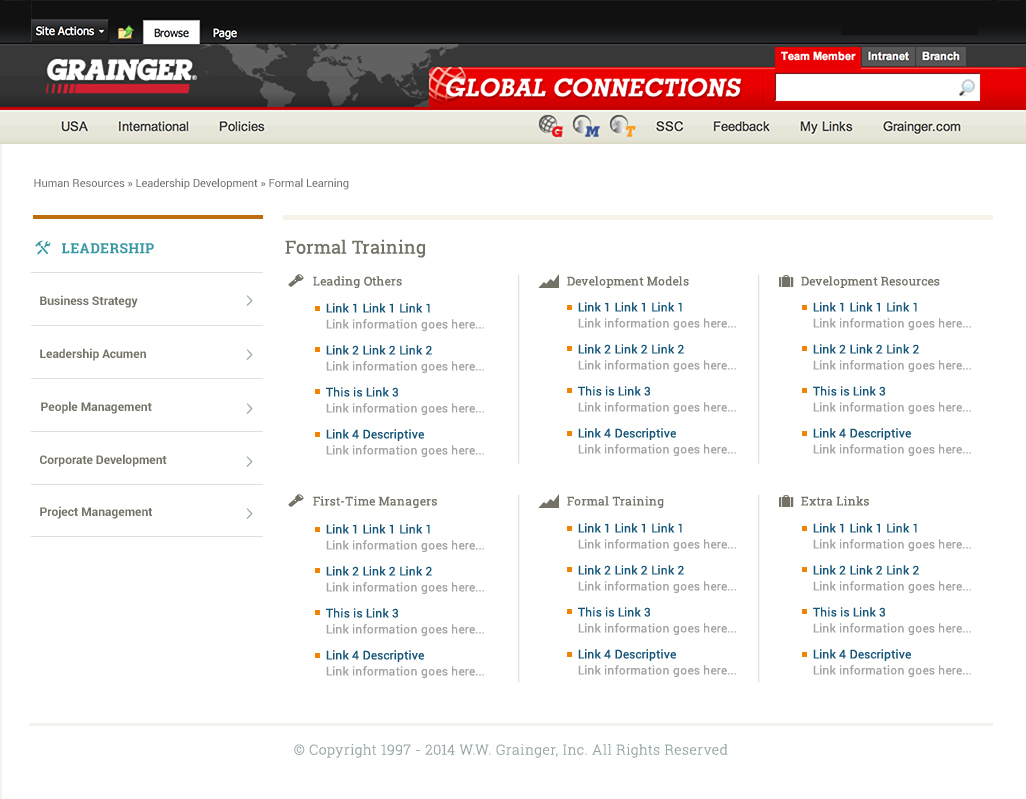 Site Actions Browse Page
Team Member Intranet Branch
GRAINGER®
GLOBAL CONNECTIONS
USA International Policies G M T SSC Feedback My Links Grainger.com
Human Resources » Leadership Development » Formal Learning
LEADERSHIP
Business Strategy
Leadership Acumen
People Management
Corporate Development
Project Management
Formal Training
Leading Others
Link 1 Link 1 Link 1
Link information goes here...
Link 2 Link 2 Link 2
Link information goes here...
This is Link 3
Link information goes here...
Link 4 Descriptive
Link information goes here...
Development Models
Link 1 Link 1 Link 1
Link information goes here...
Link 2 Link 2 Link 2
Link information goes here...
This is Link 3
Link information goes here...
Link 4 Descriptive
Link information goes here...
Development Resources
Link 1 Link 1 Link 1
Link information goes here...
Link 2 Link 2 Link 2
Link information goes here...
This is Link 3
Link information goes here...
Link 4 Descriptive
Link information goes here...
First-Time Managers
Link 1 Link 1 Link 1
Link information goes here...
Link 2 Link 2 Link 2
Link information goes here...
This is Link 3
Link information goes here...
Link 4 Descriptive
Link information goes here...
Formal Training
Link 1 Link 1 Link 1
Link information goes here...
Link 2 Link 2 Link 2
Link information goes here...
This is Link 3
Link information goes here...
Link 4 Descriptive
Link information goes here...
Extra Links
Link 1 Link 1 Link 1
Link information goes here...
Link 2 Link 2 Link 2
Link information goes here...
This is Link 3
Link information goes here...
Link 4 Descriptive
Link information goes here...
© Copyright 1997 - 2014 W.W. Grainger, Inc. All Rights Reserved